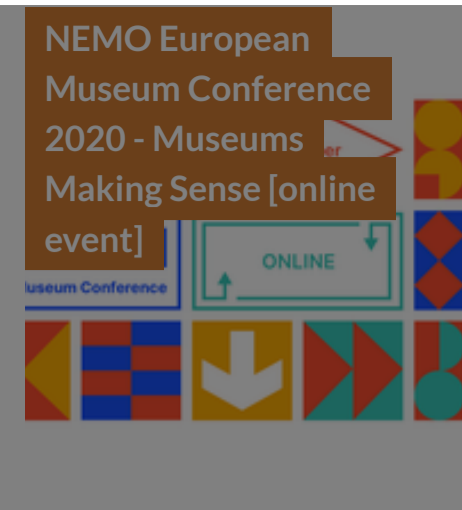 NEMO European
Museum Conference
2020 - Museums
Making Sense [online
event]
ONLINE
Museum Conference